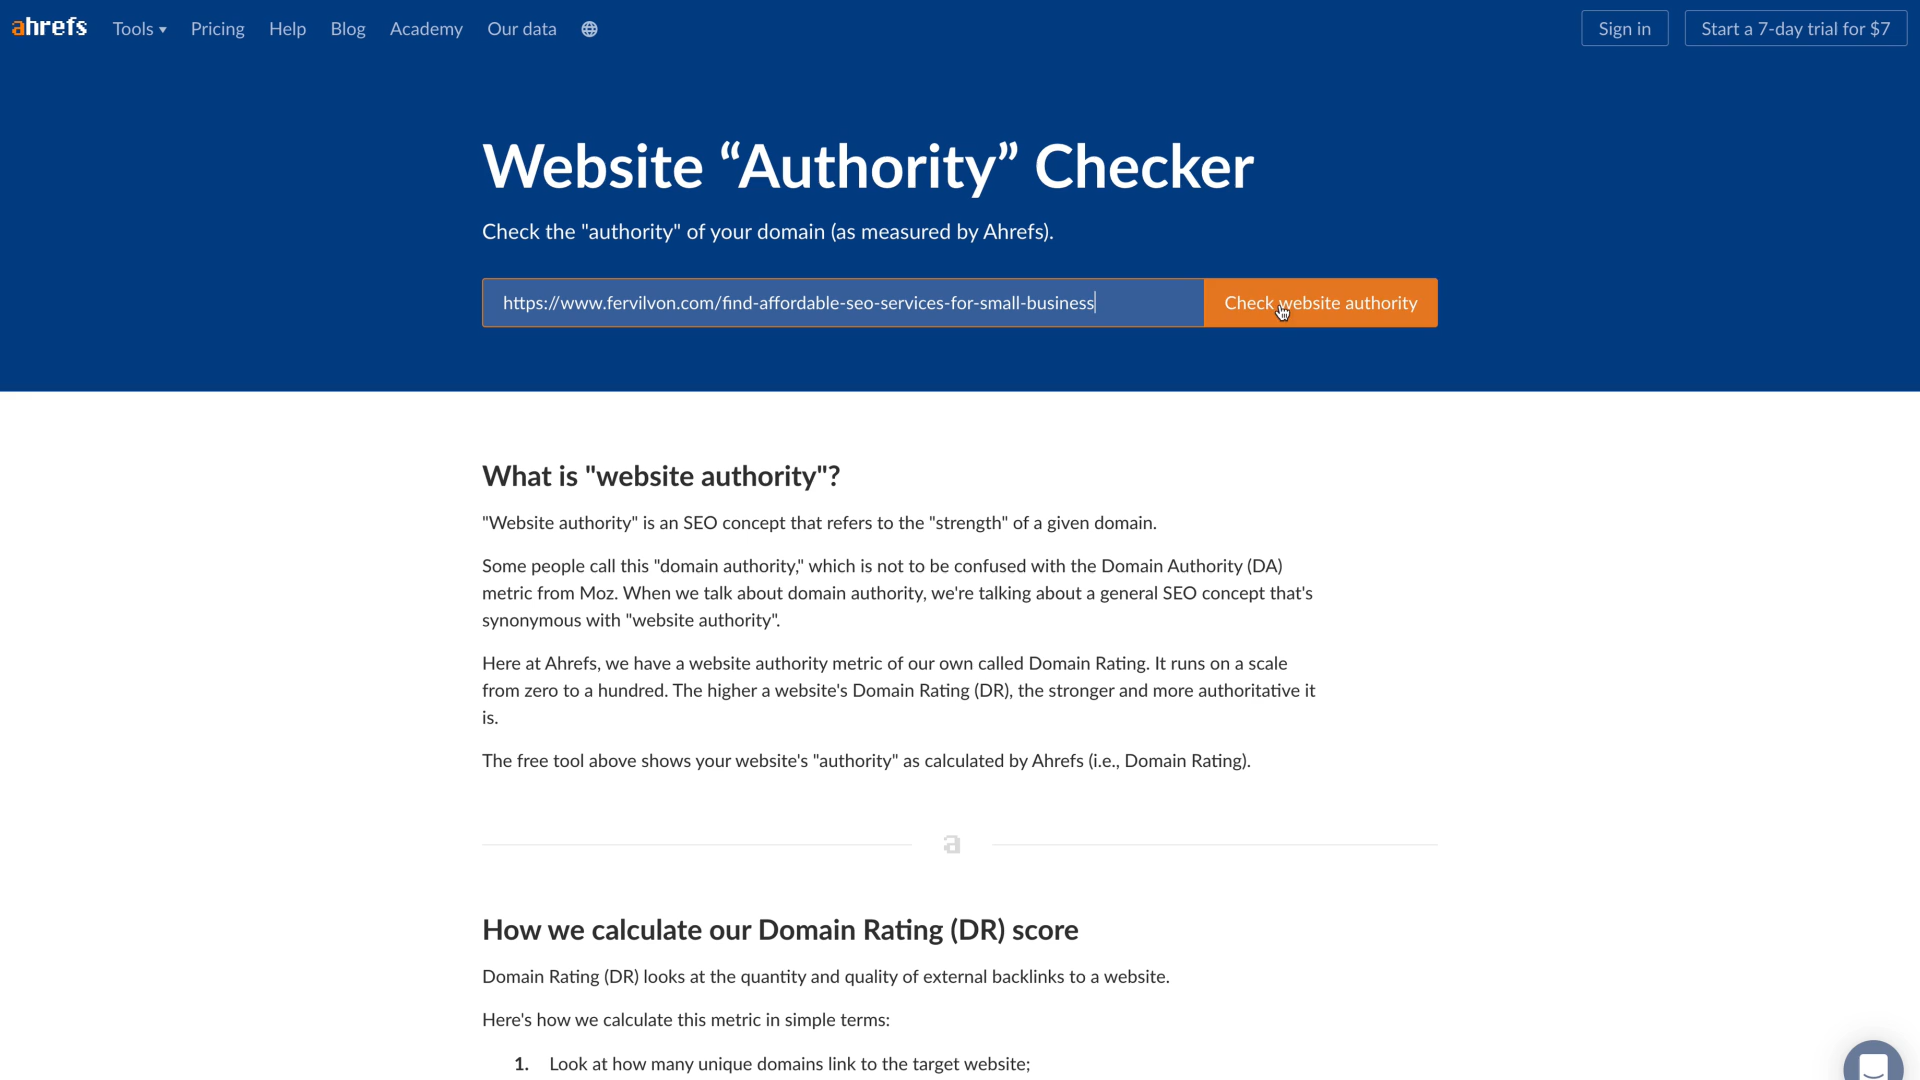 ahrefs Tools ▾ Pricing Help Blog Academy Our data Sign in Start a 7-day trial for $7
Website “Authority” Checker
Check the "authority" of your domain (as measured by Ahrefs).
https://www.fervilvon.com/find-affordable-seo-services-for-small-business Check website authority
What is "website authority"?
"Website authority" is an SEO concept that refers to the "strength" of a given domain.
Some people call this "domain authority," which is not to be confused with the Domain Authority (DA)
metric from Moz. When we talk about domain authority, we're talking about a general SEO concept that's
synonymous with "website authority".
Here at Ahrefs, we have a website authority metric of our own called Domain Rating. It runs on a scale
from zero to a hundred. The higher a website's Domain Rating (DR), the stronger and more authoritative it
is.
The free tool above shows your website's "authority" as calculated by Ahrefs (i.e., Domain Rating).
a
How we calculate our Domain Rating (DR) score
Domain Rating (DR) looks at the quantity and quality of external backlinks to a website.
Here's how we calculate this metric in simple terms:
1. Look at how many unique domains link to the target website;